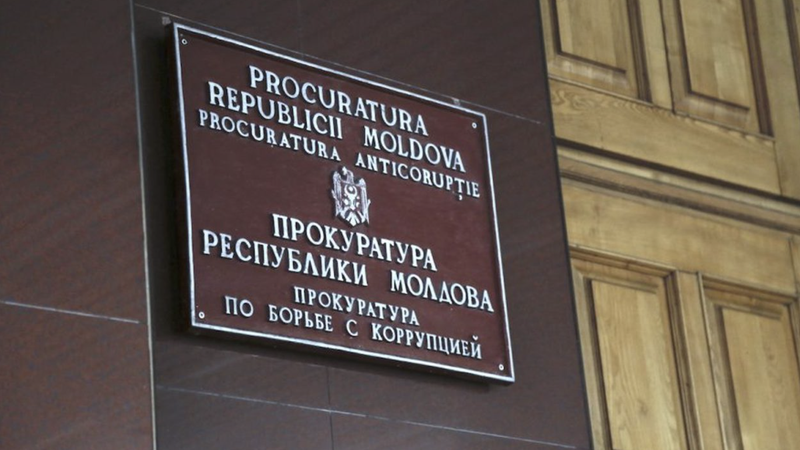 PROCURATURA
REPUBLICII MOLDOVA
PROCURATURA ANTICORUPȚIE
ПРОКУРАТУРА
РЕСПУБЛИКИ МОЛДОВА
ПРОКУРАТУРА
ПО БОРЬБЕ С КОРРУПЦИЕЙ